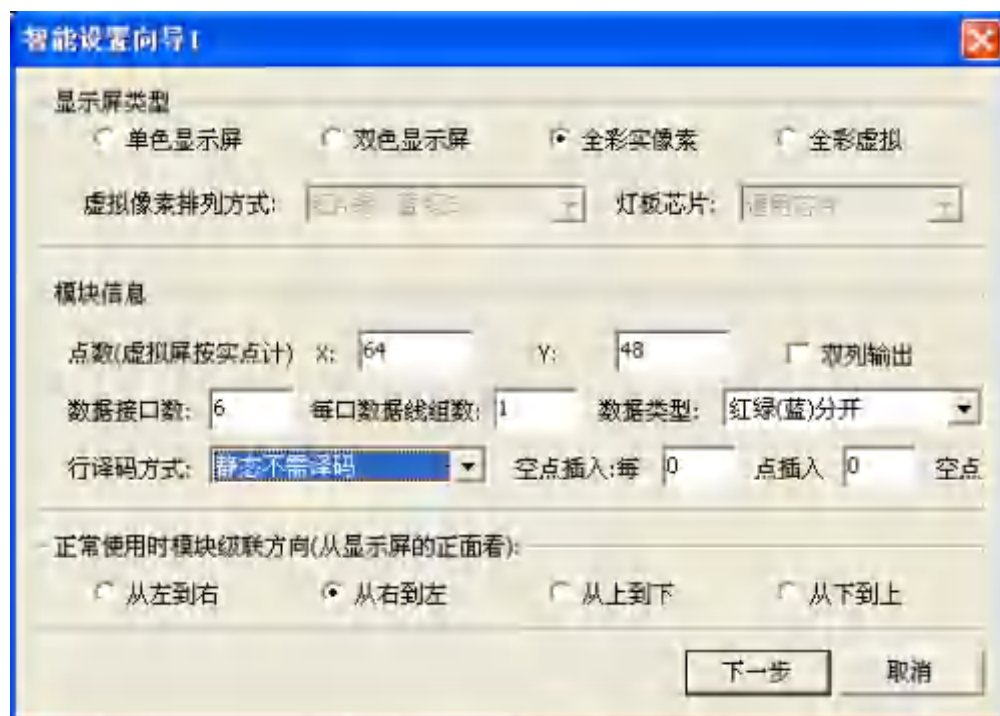 智能设置向导1
显示屏类型
单色显示屏 双色显示屏 全彩实像素 全彩虚拟
虚拟像素排列方式: 灯板芯片: 通用芯片
模块信息
点数(虚拟屏按实点计) X: 64 Y: 48 双列输出
数据接口数: 6 每口数据线组数: 1 数据类型: 红绿(蓝)分开
行译码方式: 静态不需译码 空点插入:每 0 点插入 0 空点
正常使用时模块级联方向(从显示屏的正面看):
从左到右 从右到左 从上到下 从下到上
下一步 取消